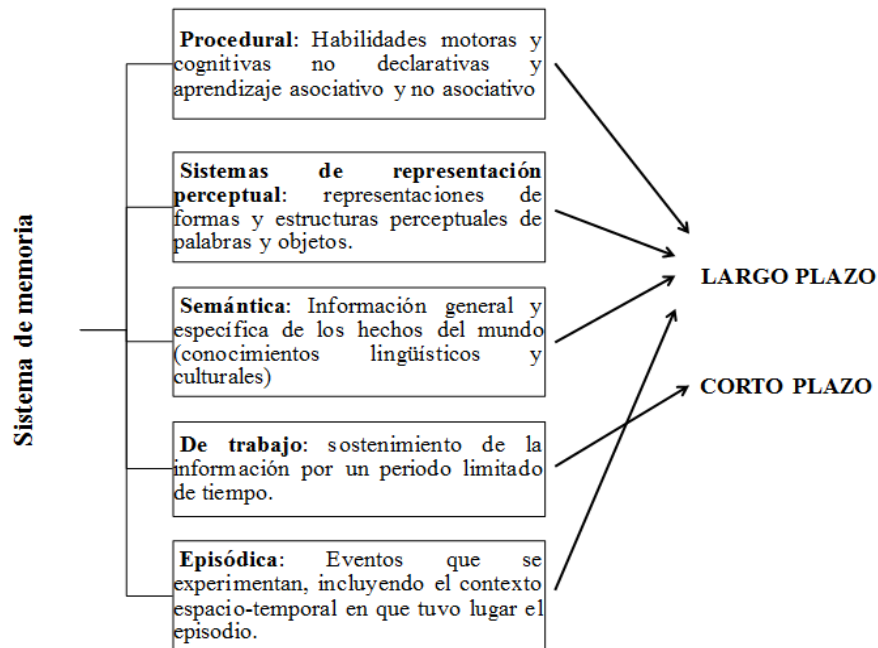 Sistema de memoria
Procedural: Habilidades motoras y
cognitivas no declarativas y
aprendizaje asociativo y no asociativo
Sistemas de representación
perceptual: representaciones de
formas y estructuras perceptuales de
palabras y objetos.
Semántica: Información general y
específica de los hechos del mundo
(conocimientos lingüísticos y
culturales)
De trabajo: sostenimiento de la
información por un periodo limitado
de tiempo.
Episódica: Eventos que se
experimentan, incluyendo el contexto
espacio-temporal en que tuvo lugar el
episodio.
LARGO PLAZO
CORTO PLAZO